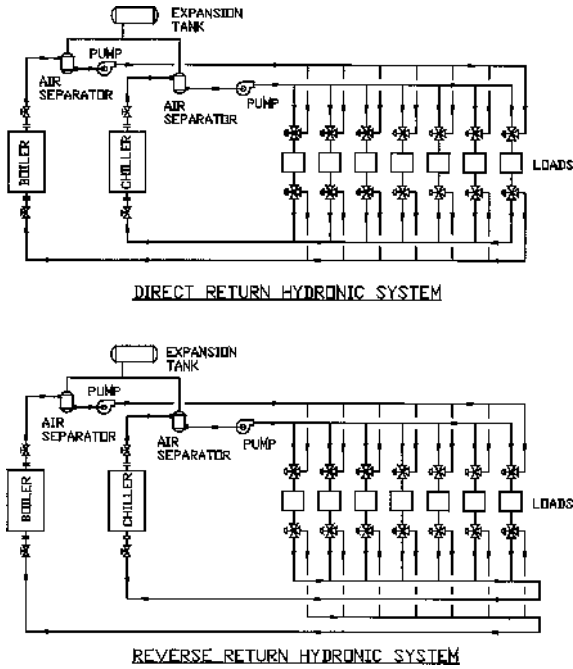 EXPANSION
TANK
PUMP
AIR
SEPARATOR
AIR
SEPARATOR
PUMP
BOILER
CHILLER
LOADS
DIRECT RETURN HYDRONIC SYSTEM
EXPANSION
TANK
PUMP
AIR
SEPARATOR
AIR
SEPARATOR
PUMP
BOILER
CHILLER
LOADS
REVERSE RETURN HYDRONIC SYSTEM